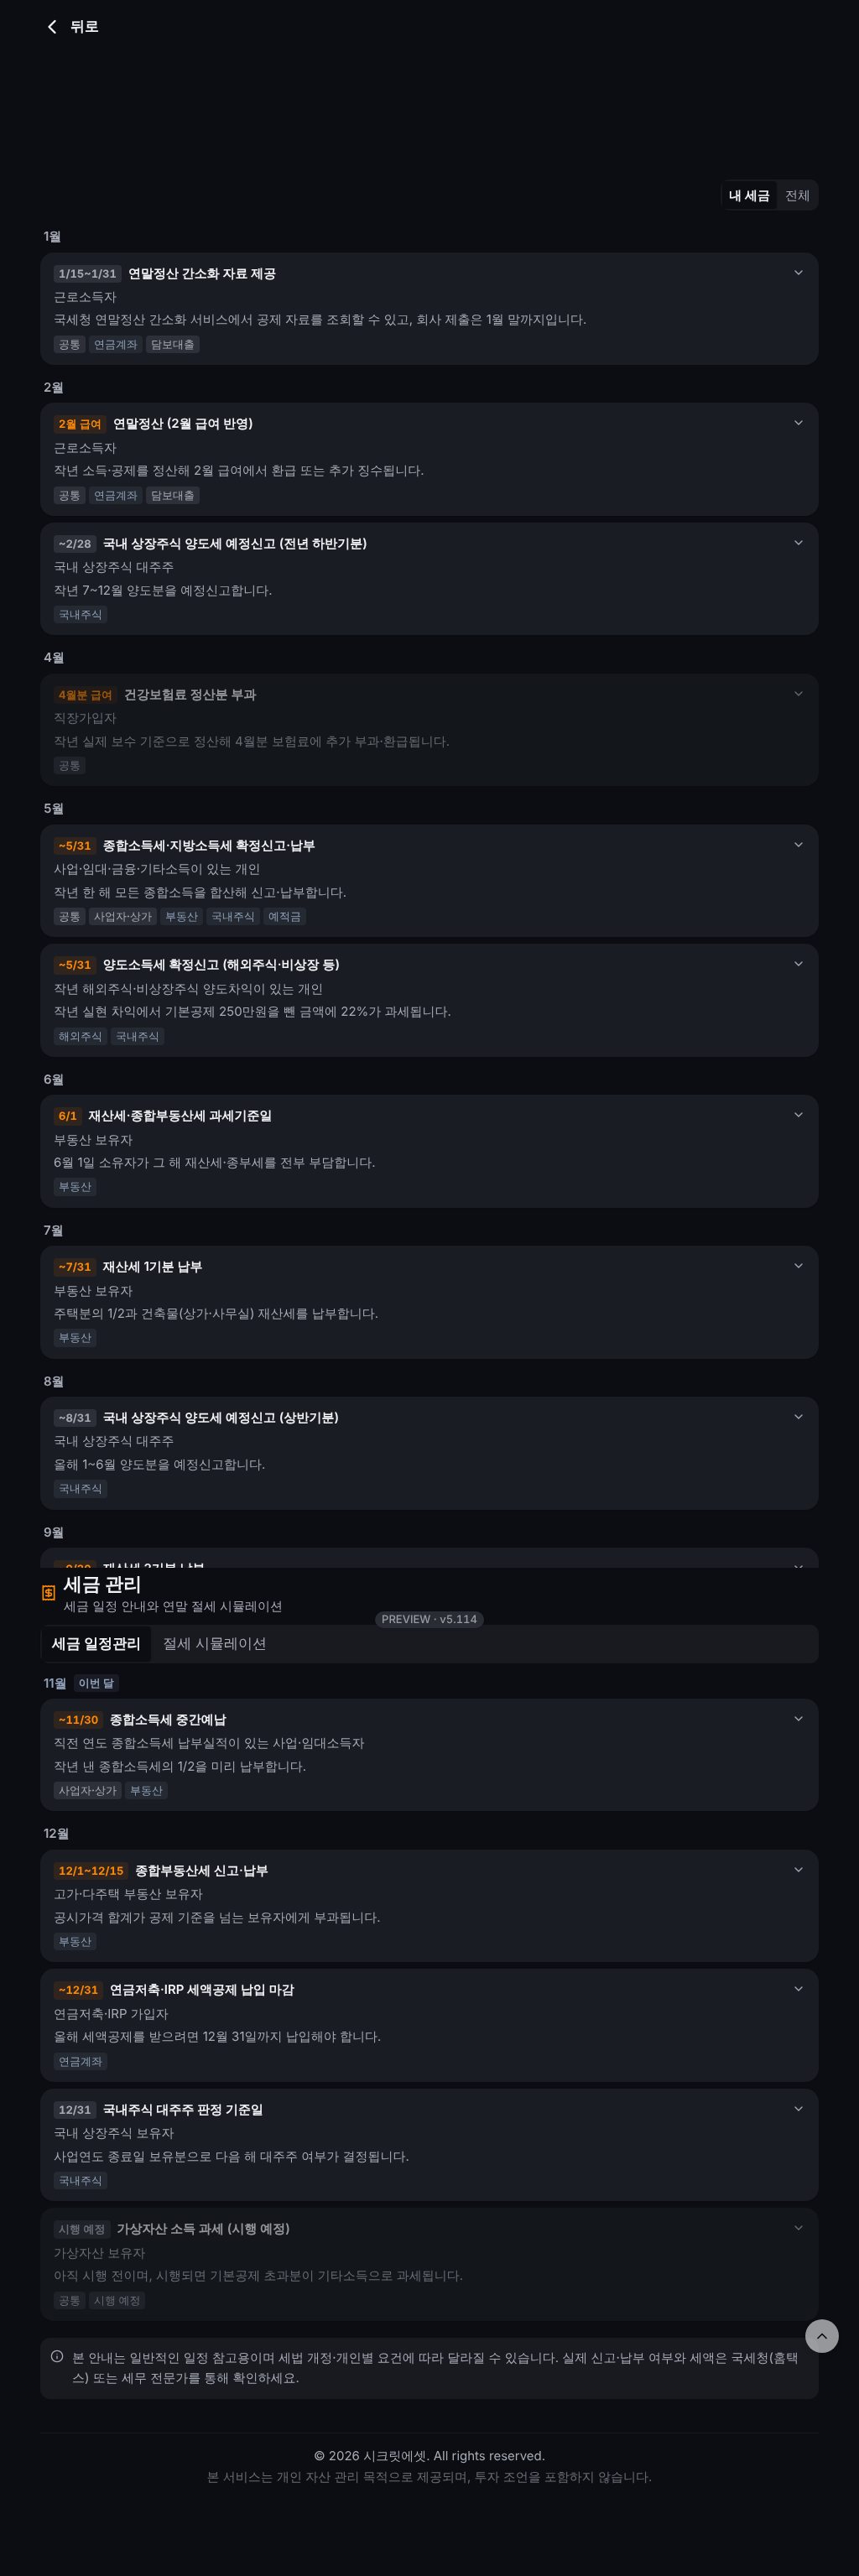 뒤로
내 세금 전체
1월
1/15~1/31 연말정산 간소화 자료 제공
근로소득자
국세청 연말정산 간소화 서비스에서 공제 자료를 조회할 수 있고, 회사 제출은 1월 말까지입니다.
공통 연금계좌 담보대출
2월
2월 급여 연말정산 (2월 급여 반영)
근로소득자
작년 소득·공제를 정산해 2월 급여에서 환급 또는 추가 징수됩니다.
공통 연금계좌 담보대출
~2/28 국내 상장주식 양도세 예정신고 (전년 하반기분)
국내 상장주식 대주주
작년 7~12월 양도분을 예정신고합니다.
국내주식
4월
4월분 급여 건강보험료 정산분 부과
직장가입자
작년 실제 보수 기준으로 정산해 4월분 보험료에 추가 부과·환급됩니다.
공통
5월
~5/31 종합소득세·지방소득세 확정신고·납부
사업·임대·금융·기타소득이 있는 개인
작년 한 해 모든 종합소득을 합산해 신고·납부합니다.
공통 사업자·상가 부동산 국내주식 예적금
~5/31 양도소득세 확정신고 (해외주식·비상장 등)
작년 해외주식·비상장주식 양도차익이 있는 개인
작년 실현 차익에서 기본공제 250만원을 뺀 금액에 22%가 과세됩니다.
해외주식 국내주식
6월
6/1 재산세·종합부동산세 과세기준일
부동산 보유자
6월 1일 소유자가 그 해 재산세·종부세를 전부 부담합니다.
부동산
7월
~7/31 재산세 1기분 납부
부동산 보유자
주택분의 1/2과 건축물(상가·사무실) 재산세를 납부합니다.
부동산
8월
~8/31 국내 상장주식 양도세 예정신고 (상반기분)
국내 상장주식 대주주
올해 1~6월 양도분을 예정신고합니다.
국내주식
9월
세금 관리
세금 일정 안내와 연말 절세 시뮬레이션
PREVIEW · v5.114
세금 일정관리 절세 시뮬레이션
11월 이번 달
~11/30 종합소득세 중간예납
직전 연도 종합소득세 납부실적이 있는 사업·임대소득자
작년 낸 종합소득세의 1/2을 미리 납부합니다.
사업자·상가 부동산
12월
12/1~12/15 종합부동산세 신고·납부
고가·다주택 부동산 보유자
공시가격 합계가 공제 기준을 넘는 보유자에게 부과됩니다.
부동산
~12/31 연금저축·IRP 세액공제 납입 마감
연금저축·IRP 가입자
올해 세액공제를 받으려면 12월 31일까지 납입해야 합니다.
연금계좌
12/31 국내주식 대주주 판정 기준일
국내 상장주식 보유자
사업연도 종료일 보유분으로 다음 해 대주주 여부가 결정됩니다.
국내주식
시행 예정 가상자산 소득 과세 (시행 예정)
가상자산 보유자
아직 시행 전이며, 시행되면 기본공제 초과분이 기타소득으로 과세됩니다.
공통 시행 예정
본 안내는 일반적인 일정 참고용이며 세법 개정·개인별 요건에 따라 달라질 수 있습니다. 실제 신고·납부 여부와 세액은 국세청(홈택
스) 또는 세무 전문가를 통해 확인하세요.
© 2026 시크릿에셋. All rights reserved.
본 서비스는 개인 자산 관리 목적으로 제공되며, 투자 조언을 포함하지 않습니다.